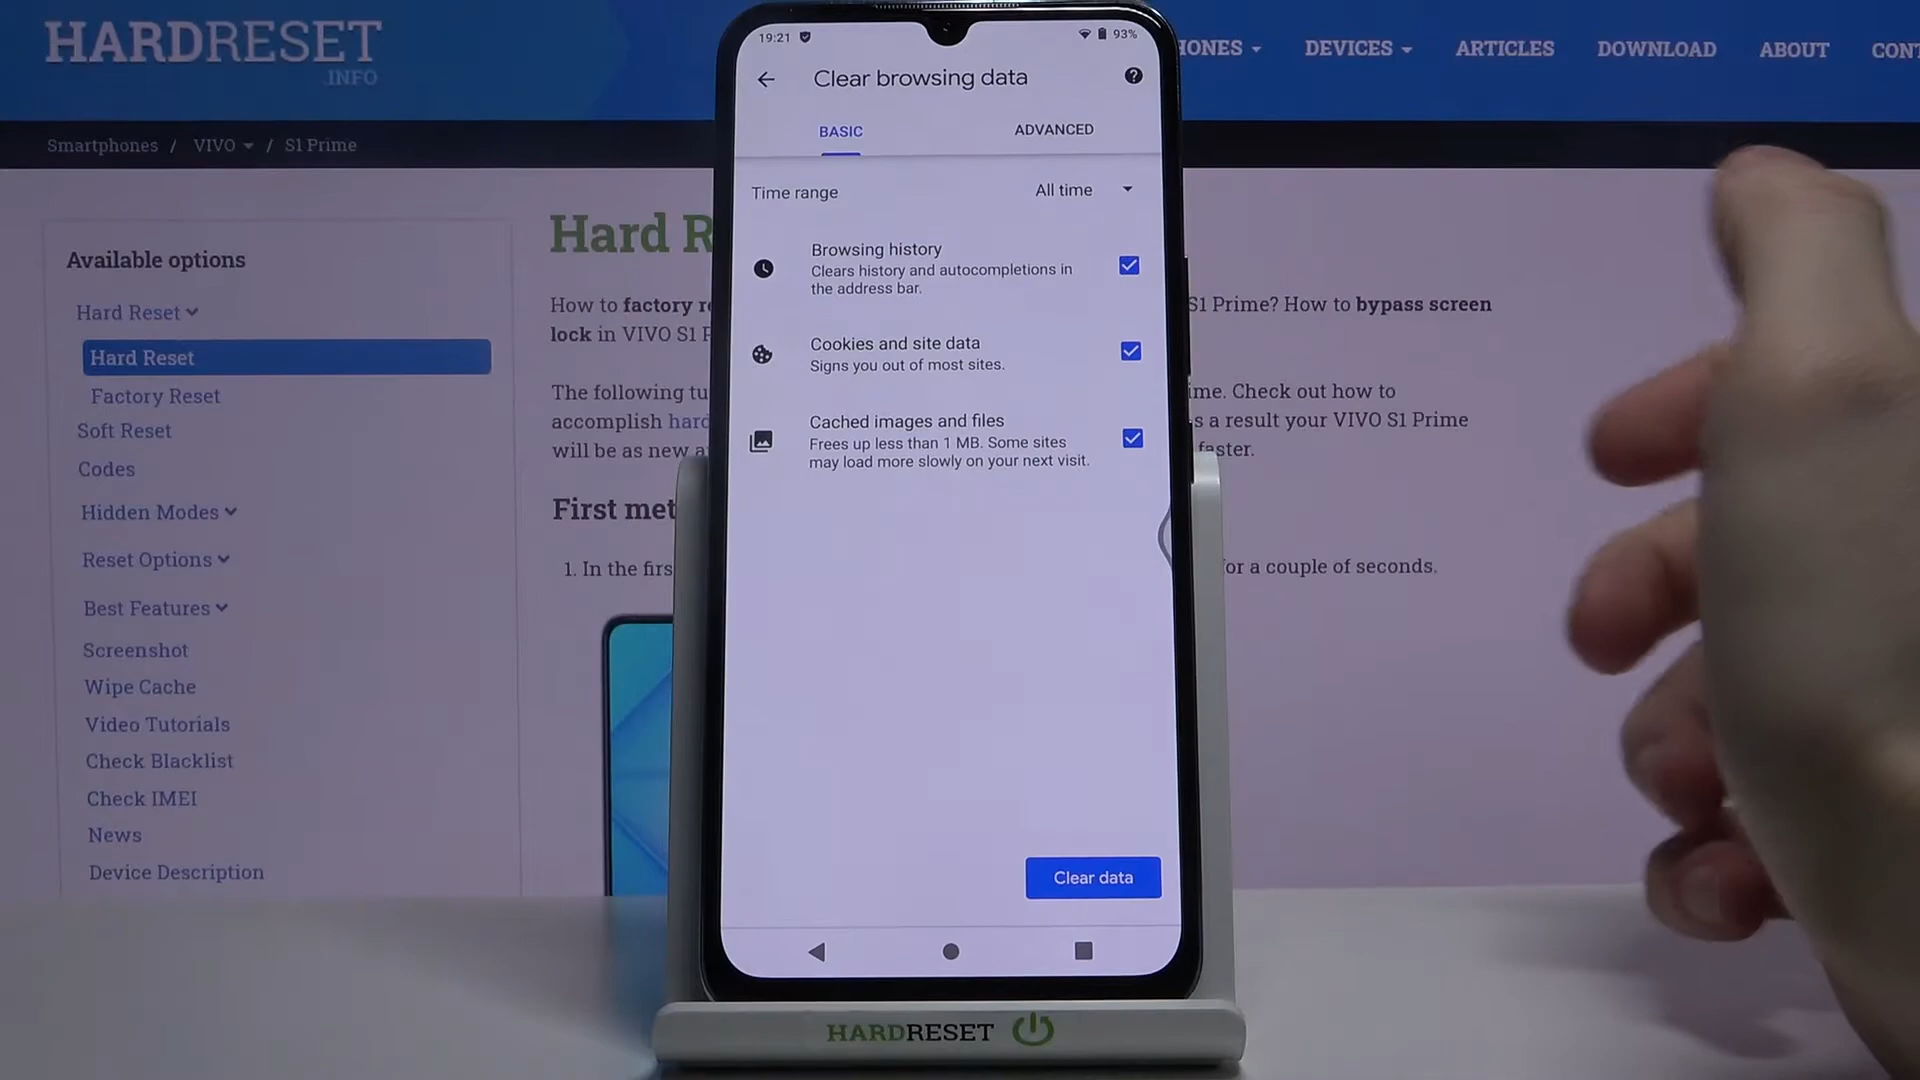 HARDRESET
.INFO
HONES
DEVICES
ARTICLES
DOWNLOAD
ABOUT
CONT
Smartphones / VIVO / S1 Prime
Available options
Hard Reset
Hard Reset
Factory Reset
Soft Reset
Codes
Hidden Modes
Reset Options
Best Features
Screenshot
Wipe Cache
Video Tutorials
Check Blacklist
Check IMEI
News
Device Description
Hard R
How to factory re
S1 Prime? How to bypass screen
lock in VIVO S1 P
The following tu
ime. Check out how to
accomplish hard
s a result your VIVO S1 Prime
will be as new a
faster.
First met
1. In the firs
or a couple of seconds.
19:21
93%
Clear browsing data
BASIC
ADVANCED
Time range
All time
Browsing history
Clears history and autocompletions in
the address bar.
Cookies and site data
Signs you out of most sites.
Cached images and files
Frees up less than 1 MB. Some sites
may load more slowly on your next visit.
Clear data
HARDRESET